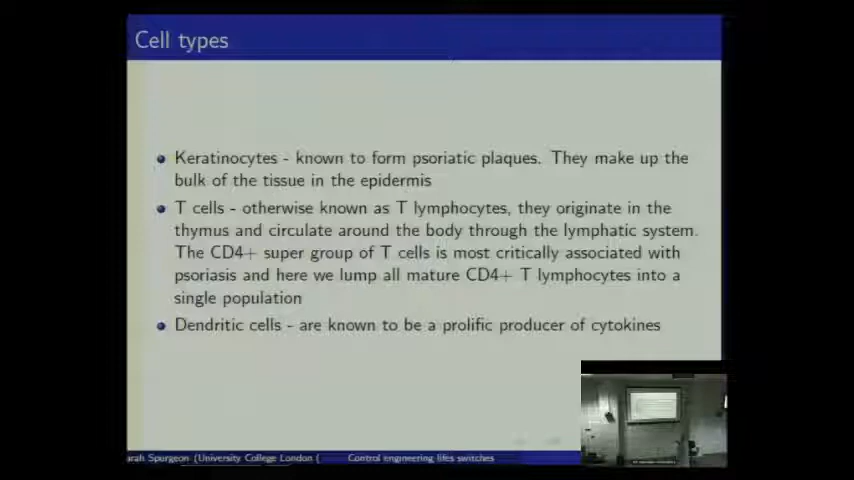 Cell types
Keratinocytes - known to form psoriatic plaques. They make up the
bulk of the tissue in the epidermis
T cells - otherwise known as T lymphocytes, they originate in the
thymus and circulate around the body through the lymphatic system.
The CD4+ super group of T cells is most critically associated with
psoriasis and here we lump all mature CD4+ T lymphocytes into a
single population
Dendritic cells - are known to be a prolific producer of cytokines
arah Spurgeon (University College London ( Control engineering lifes switches